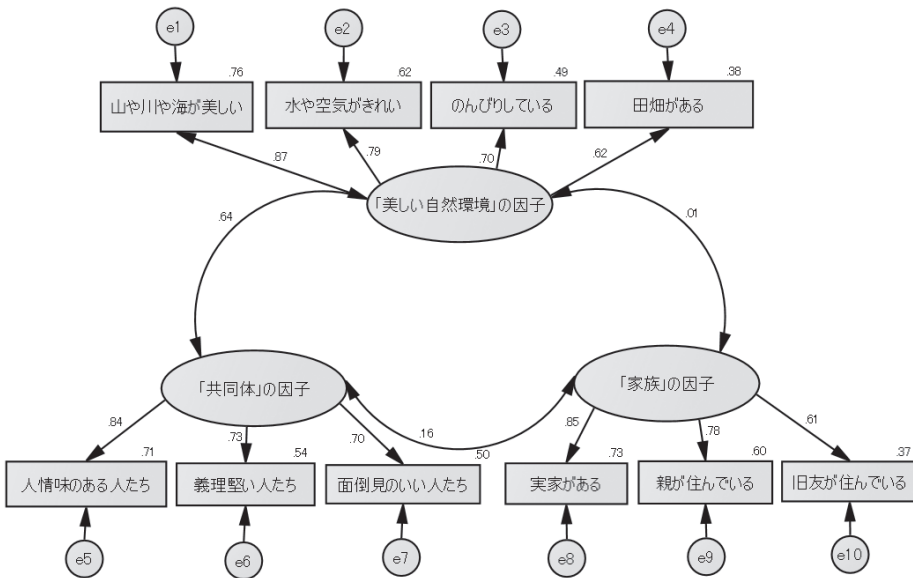 e1
e2
e3
e4
.76
.62
.49
.38
山や川や海が美しい
水や空気がきれい
のんびりしている
田畑がある
.87
.79
.70
.62
「美しい自然環境」の因子
.64
.01
「共同体」の因子
「家族」の因子
.84
.73
.70
.16
.85
.78
.61
.71
.54
.50
.73
.60
.37
人情味のある人たち
義理堅い人たち
面倒見のいい人たち
実家がある
親が住んでいる
旧友が住んでいる
e5
e6
e7
e8
e9
e10